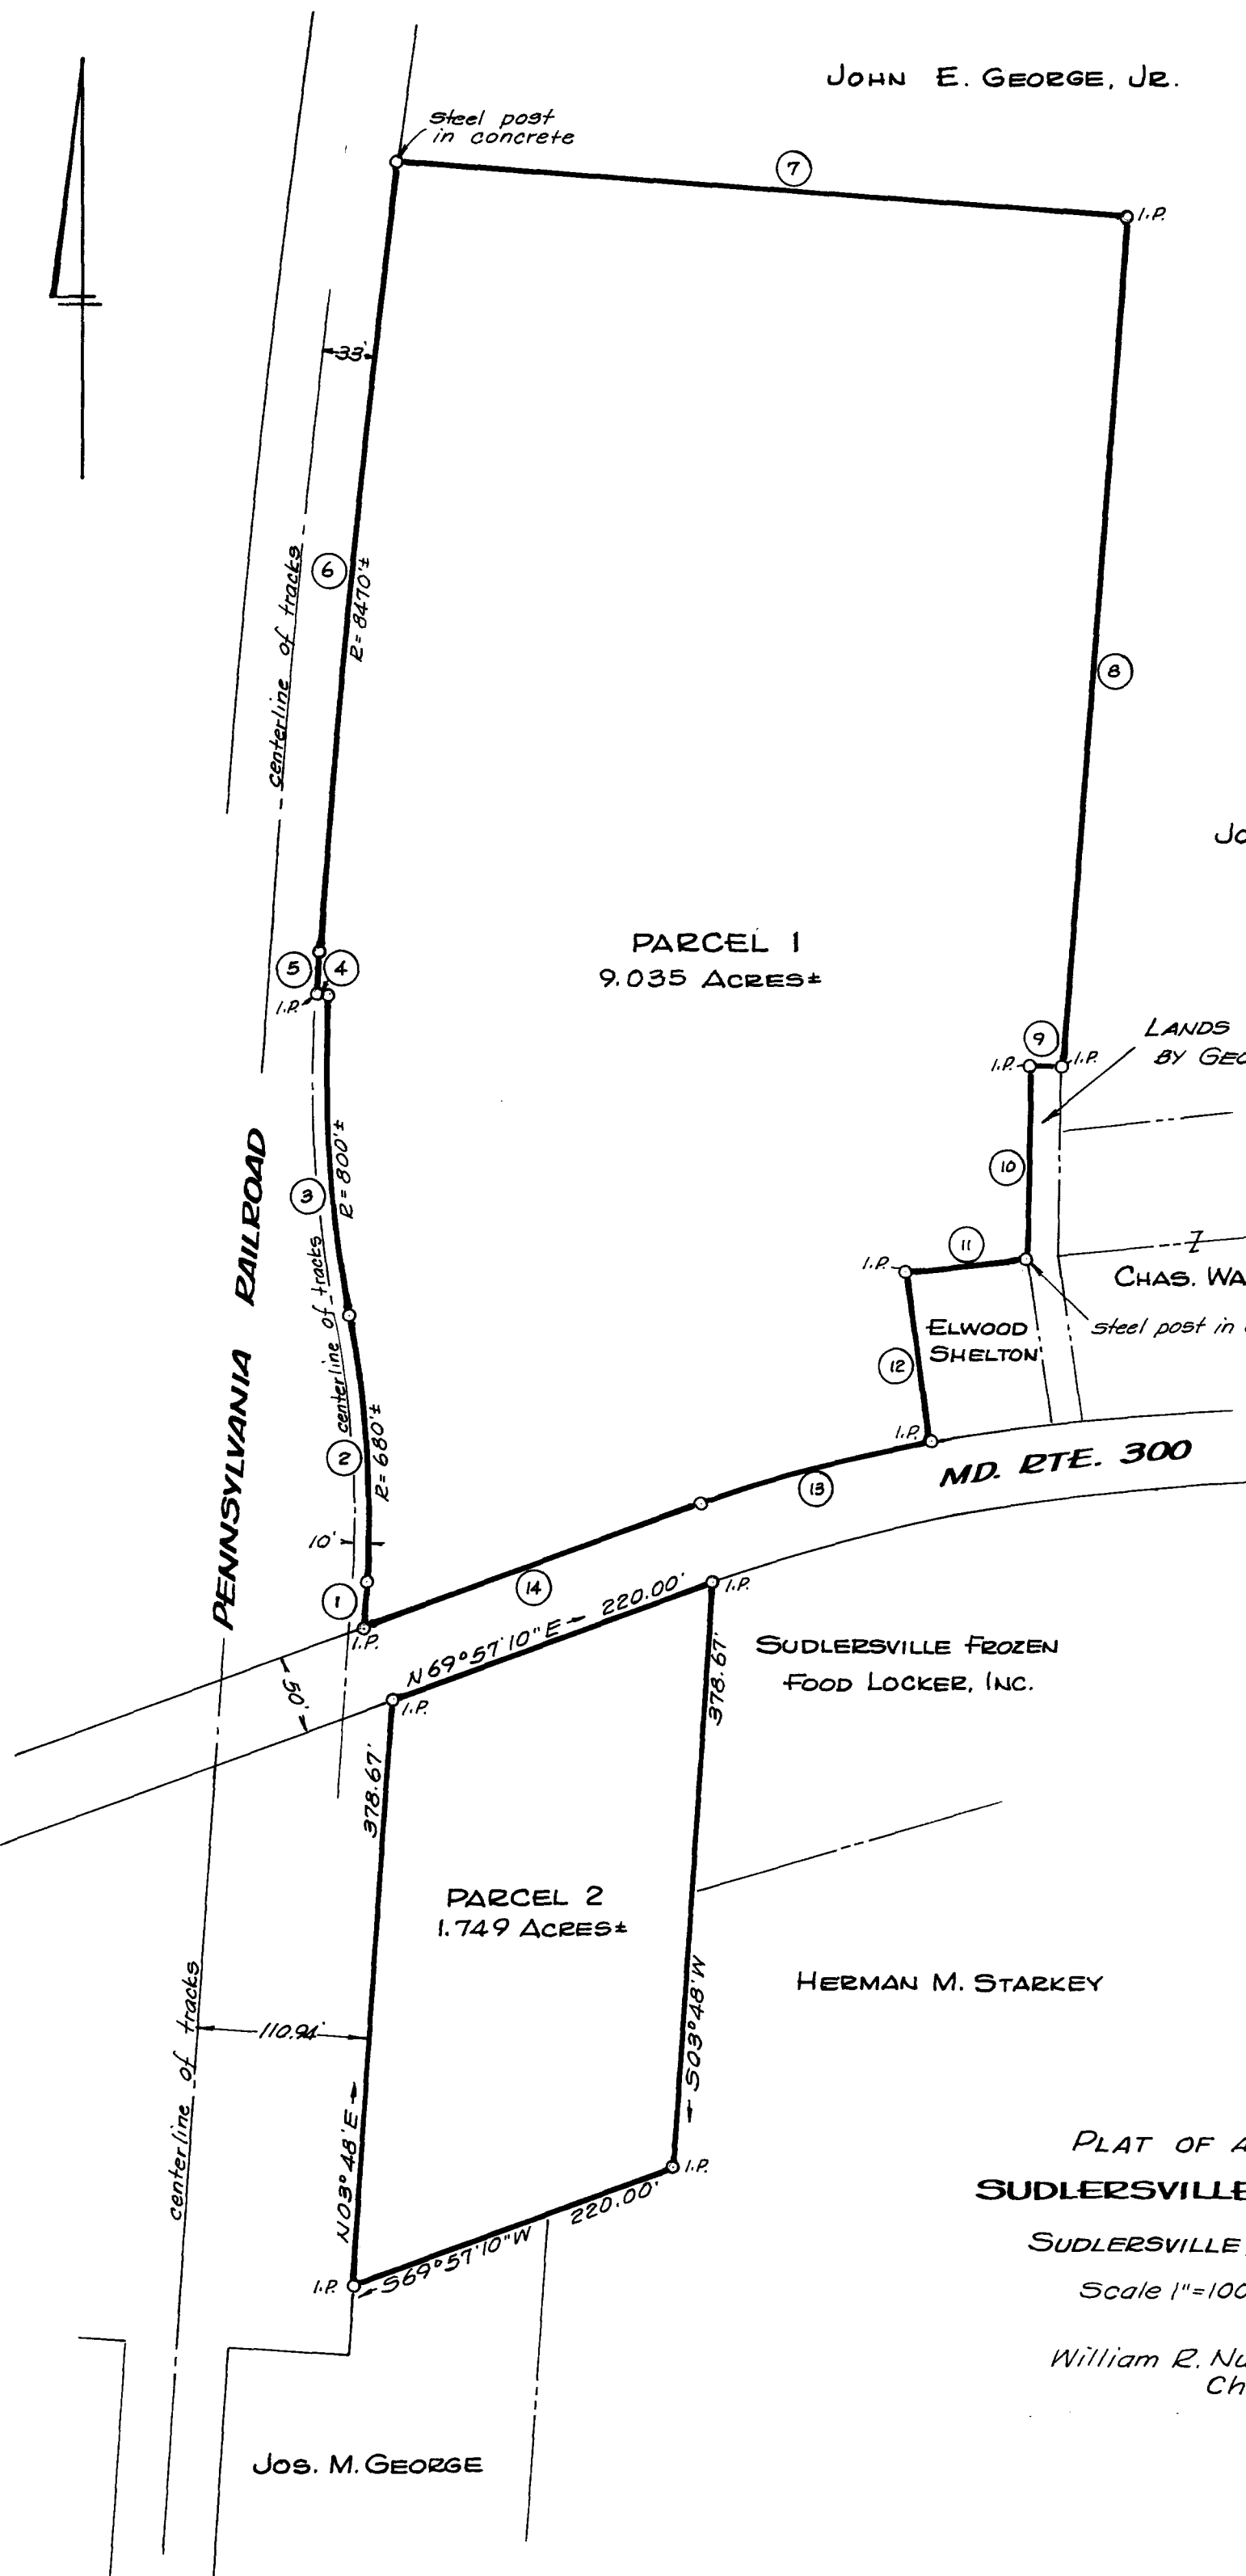 JOHN E. GEORGE, JR.
steel post
in concrete
7
I.P.
33'
6
R=8470'±
centerline of tracks
8
JO
PARCEL 1
9.035 ACRES±
5
4
I.P.
LANDS
BY GEO
9
I.P.
I.P.
10
3
R=800'±
centerline of tracks
PENNSYLVANIA RAILROAD
11
I.P.
Z
CHAS. WA
steel post in
ELWOOD
SHELTON
12
I.P.
MD. RTE. 300
13
2
R=680'±
10'
1
14
I.P.
50'
N69°57'10"E 220.00'
I.P.
I.P.
SUDLERSVILLE FROZEN
FOOD LOCKER, INC.
378.67'
378.67'
PARCEL 2
1.749 ACRES±
HERMAN M. STARKEY
centerline of tracks
110.94'
N03°48'E
S03°48'W
I.P.
220.00'
S69°57'10"W
I.P.
PLAT OF A
SUDLERSVILLE
SUDLERSVILLE
Scale 1"=100
William R. Nu
Ch
JOS. M. GEORGE